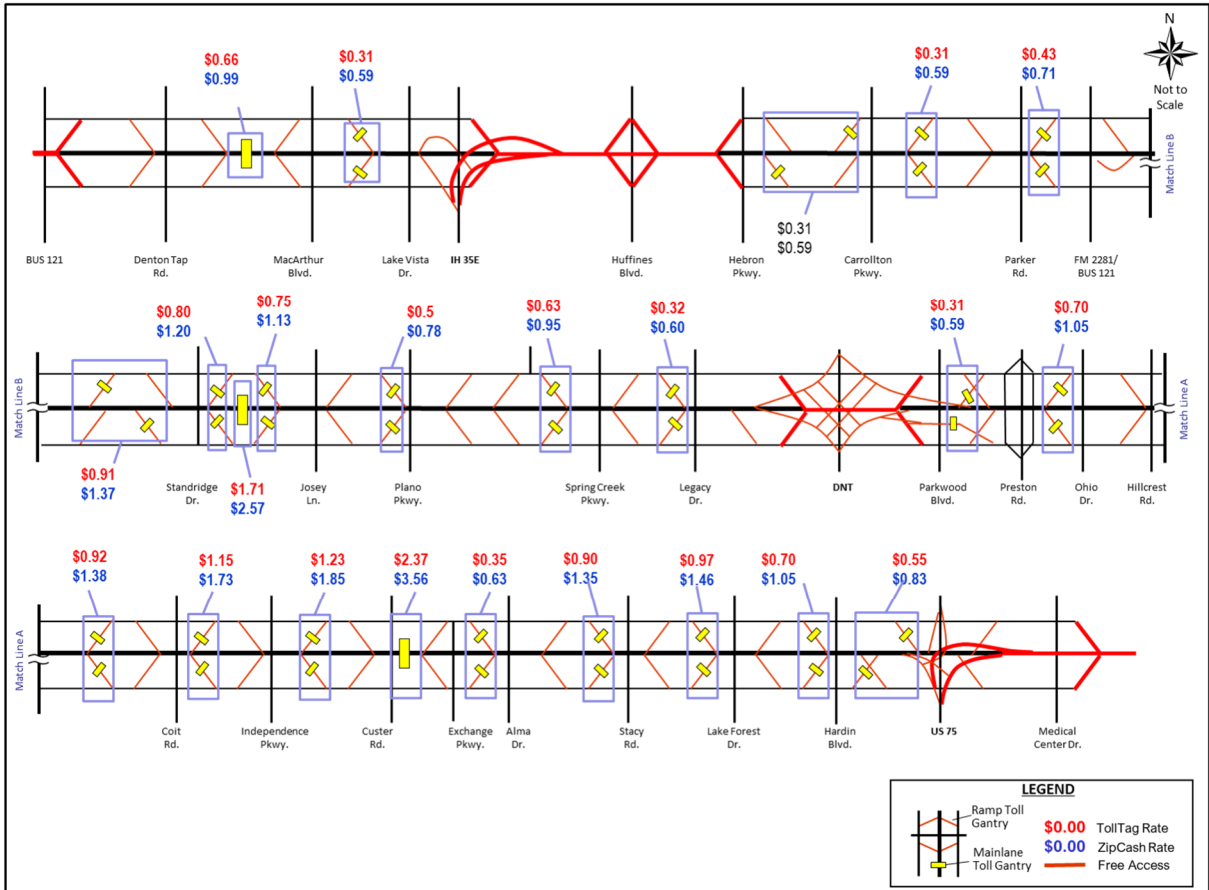 N
Not to
Scale
$0.66
$0.99
$0.31
$0.59
$0.31
$0.59
$0.43
$0.71
Match Line B
$0.31
$0.59
BUS 121
Denton Tap
Rd.
MacArthur
Blvd.
Lake Vista
Dr.
IH 35E
Huffines
Blvd.
Hebron
Pkwy.
Carrollton
Pkwy.
Parker
Rd.
FM 2281/
BUS 121
$0.80
$1.20
$0.75
$1.13
$0.5
$0.78
$0.63
$0.95
$0.32
$0.60
$0.31
$0.59
$0.70
$1.05
Match Line B
Match Line A
$0.91
$1.37
Standridge
Dr.
$1.71
$2.57
Josey
Ln.
Plano
Pkwy.
Spring Creek
Pkwy.
Legacy
Dr.
DNT
Parkwood
Blvd.
Preston
Rd.
Ohio
Dr.
Hillcrest
Rd.
$0.92
$1.38
$1.15
$1.73
$1.23
$1.85
$2.37
$3.56
$0.35
$0.63
$0.90
$1.35
$0.97
$1.46
$0.70
$1.05
$0.55
$0.83
Match Line A
Coit
Rd.
Independence
Pkwy.
Custer
Rd.
Exchange
Pkwy.
Alma
Dr.
Stacy
Rd.
Lake Forest
Dr.
Hardin
Blvd.
US 75
Medical
Center Dr.
LEGEND
Ramp Toll
Gantry
Mainlane
Toll Gantry
$0.00 TollTag Rate
$0.00 ZipCash Rate
Free Access